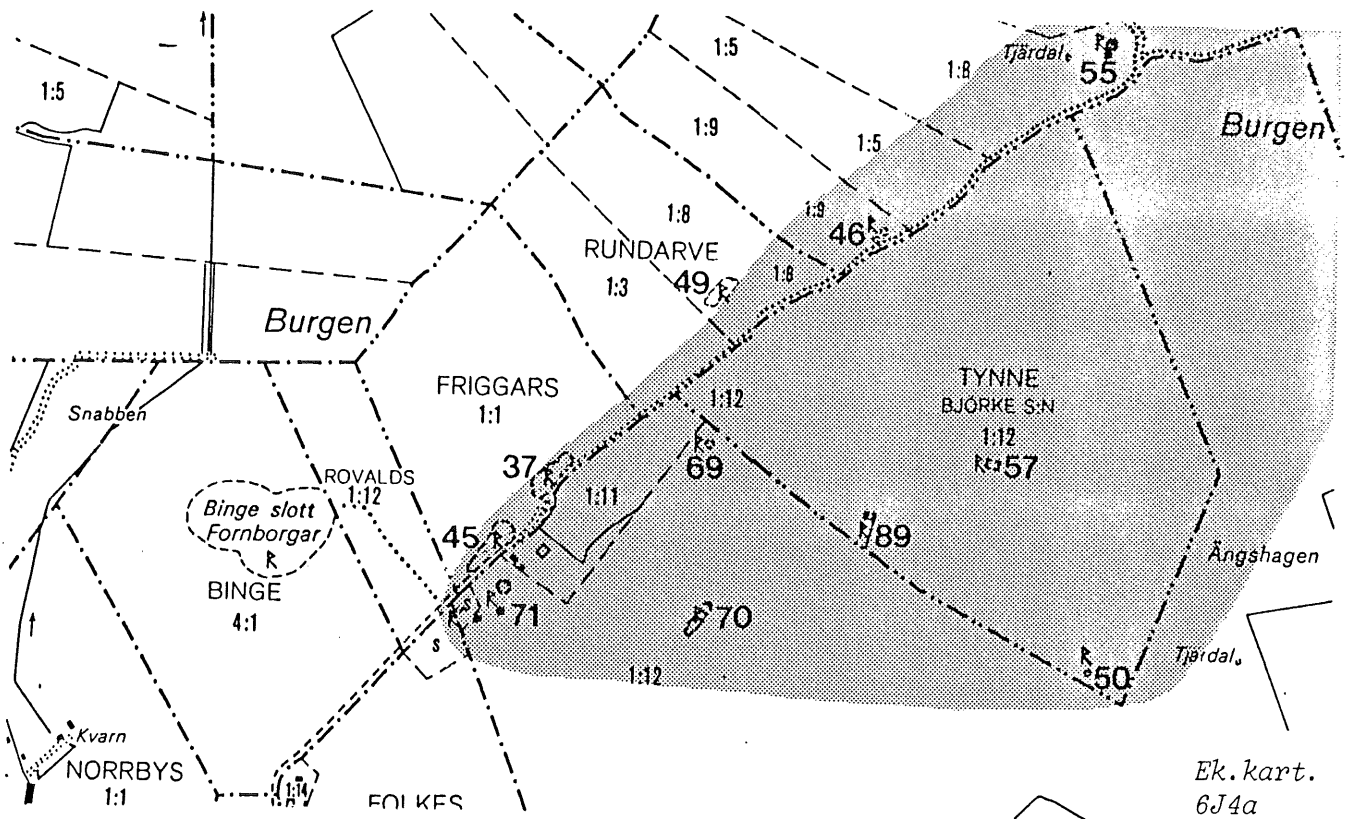 1:5
1:8
Tjärdal
R
55
1:5
Burgen
1:9
1:5
1:8
1:9
R
46
RUNDARVE
49
R
1:8
1:3
Burgen
FRIGGARS
1:1
TYNNE
BJÖRKE S:N
1:12
R 57
1:12
Snabben
R
69
37
R
1:11
ROVALDS
1:12
Binge slott
Fornborgar
R
45
R
R
89
Ängshagen
BINGE
4:1
R
71
R
70
S
1:12
Tjärdal
R
50
Kvarn
NORRBYS
1:1
1:14
FOLKES
Ek.kart.
6J4a